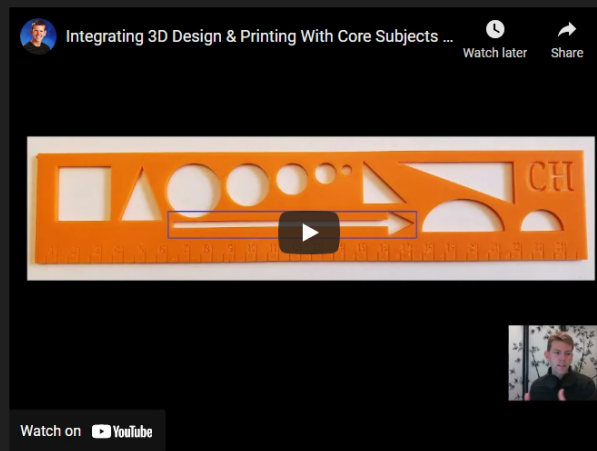 Integrating 3D Design & Printing With Core Subjects ...
Watch later
Share
CH
Watch on YouTube